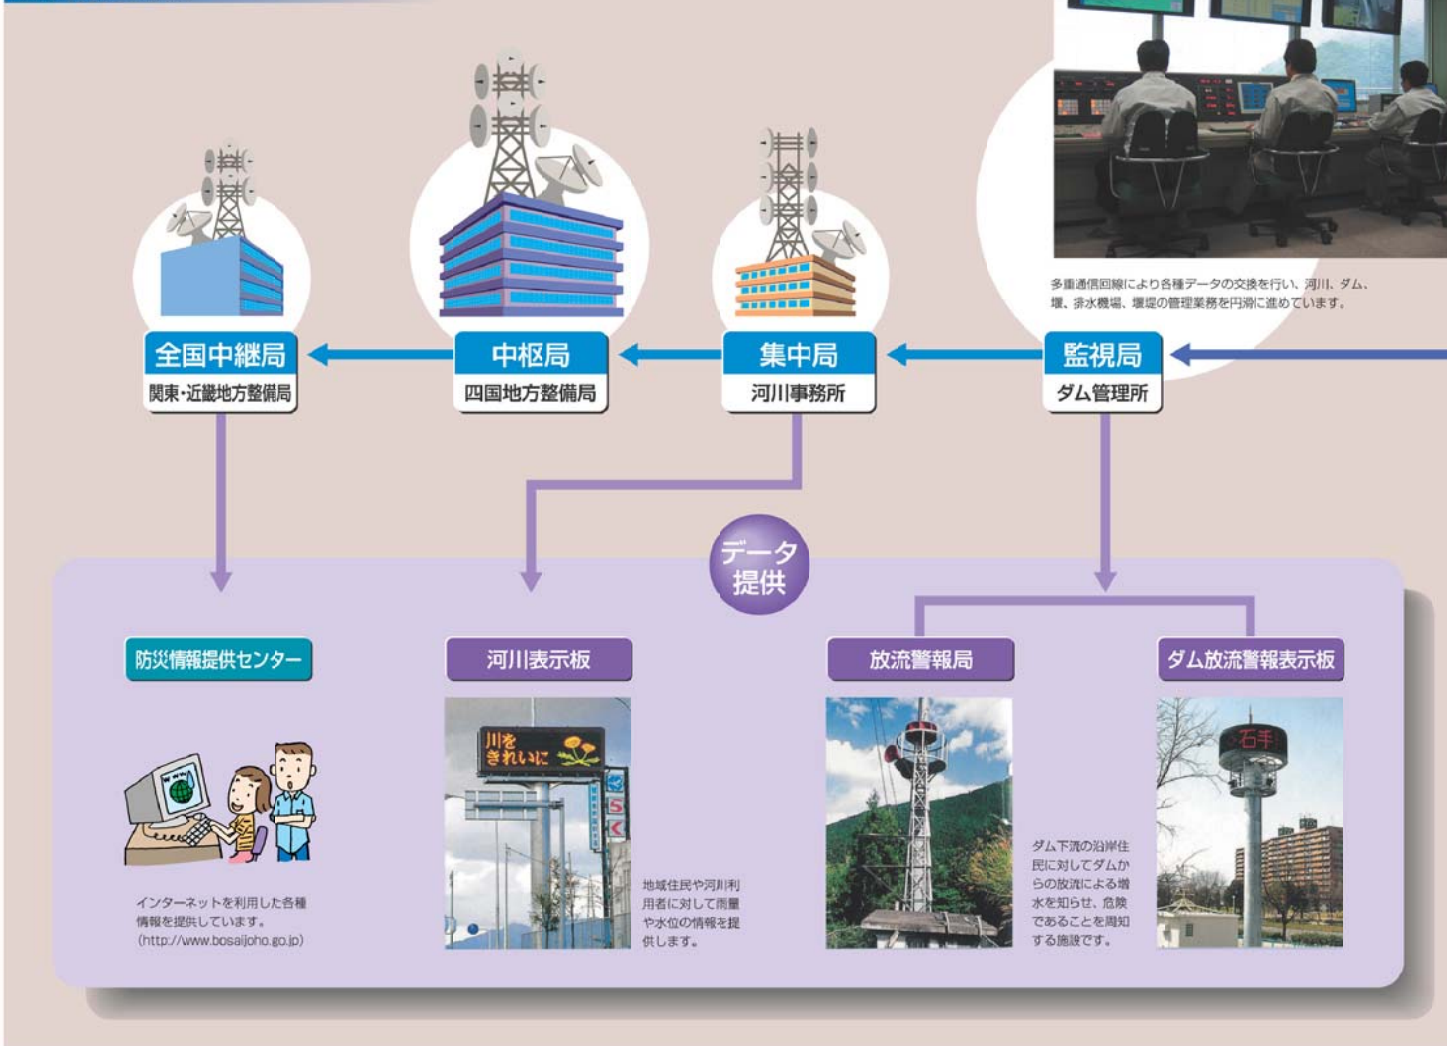 多重通信回線により各種データの交換を行い、河川、ダム、
堰、排水機場、堰堤の管理業務を円滑に進めています。
全国中継局
関東・近畿地方整備局
中枢局
四国地方整備局
集中局
河川事務所
監視局
ダム管理所
データ
提供
防災情報提供センター
www
インターネットを利用した各種
情報を提供しています。
(http://www.bosaijoho.go.jp)
河川表示板
川を
きれいに
らく
地域住民や河川利
用者に対して雨量
や水位の情報を提
供します。
放流警報局
ダム下流の沿岸住
民に対してダムか
らの放流による増
水を知らせ、危険
であることを周知
する施設です。
ダム放流警報表示板
石手